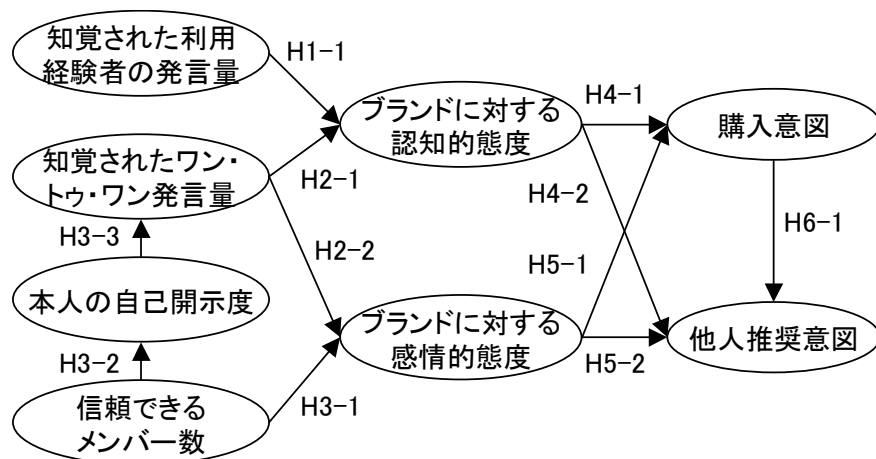 知覚された利用
経験者の発言量
H1-1
ブランドに対する
認知的態度
H4-1
購入意図
知覚されたワン・
トゥ・ワン発言量
H2-1
H4-2
H3-3
H2-2
H5-1
H6-1
本人の自己開示度
ブランドに対する
感情的態度
他人推奨意図
H3-2
H5-2
信頼できる
メンバー数
H3-1